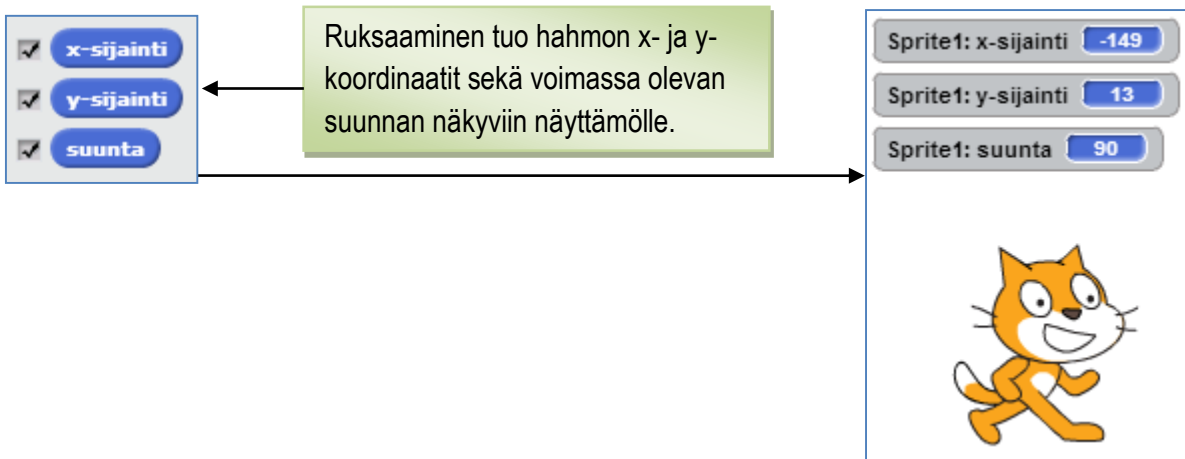 x-sijainti
y-sijainti
suunta
Ruksaaminen tuo hahmon x- ja y-
koordinaatit sekä voimassa olevan
suunnan näkyviin näyttämölle.
Sprite1: x-sijainti -149
Sprite1: y-sijainti 13
Sprite1: suunta 90